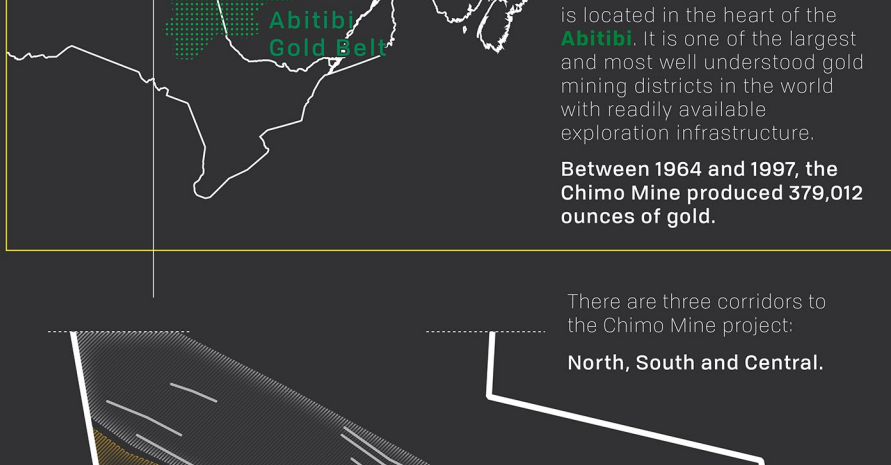 Abitibi
Gold Belt
is located in the heart of the
Abitibi. It is one of the largest
and most well understood gold
mining districts in the world
with readily available
exploration infrastructure.
Between 1964 and 1997, the
Chimo Mine produced 379,012
ounces of gold.
There are three corridors to
the Chimo Mine project:
North, South and Central.